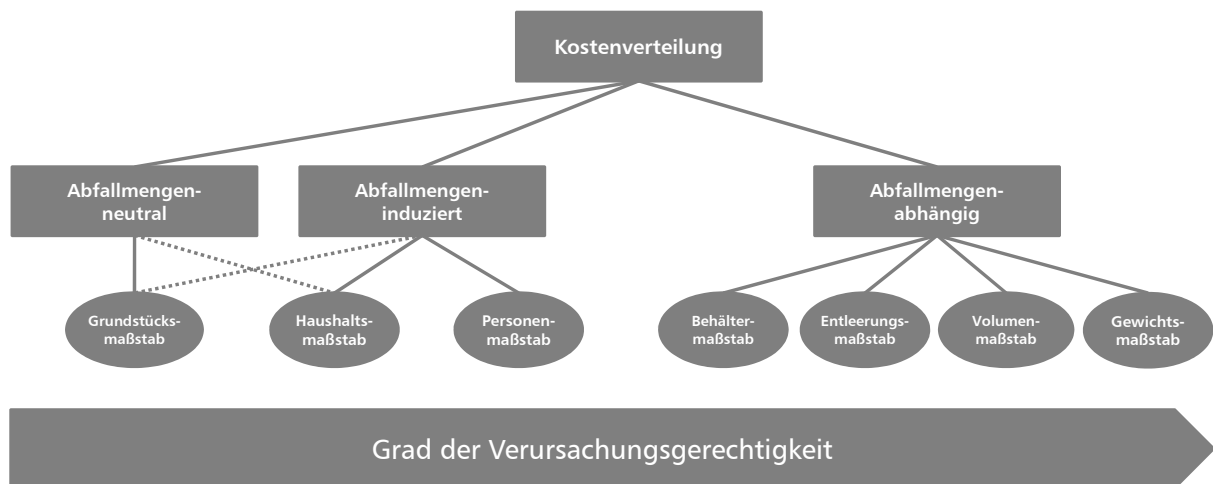 Kostenverteilung
Abfallmengen-
neutral
Abfallmengen-
induziert
Abfallmengen-
abhängig
Grundstücks-
maßstab
Haushalts-
maßstab
Personen-
maßstab
Behälter-
maßstab
Entleerungs-
maßstab
Volumen-
maßstab
Gewichts-
maßstab
Grad der Verursachungsgerechtigkeit